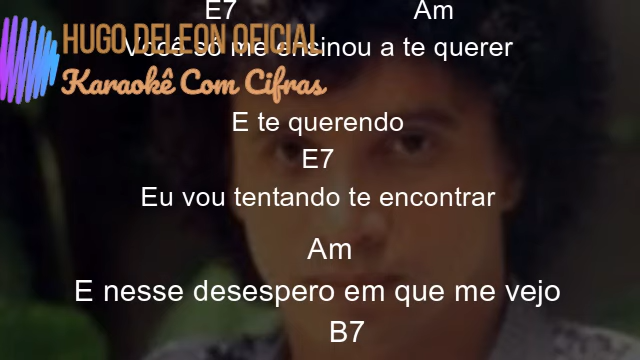 E7 Am
HUGO DELEON OFICIAL
Você só me ensinou a te querer
Karaokê Com Cifras
E te querendo
E7
Eu vou tentando te encontrar
Am
E nesse desespero em que me vejo
B7